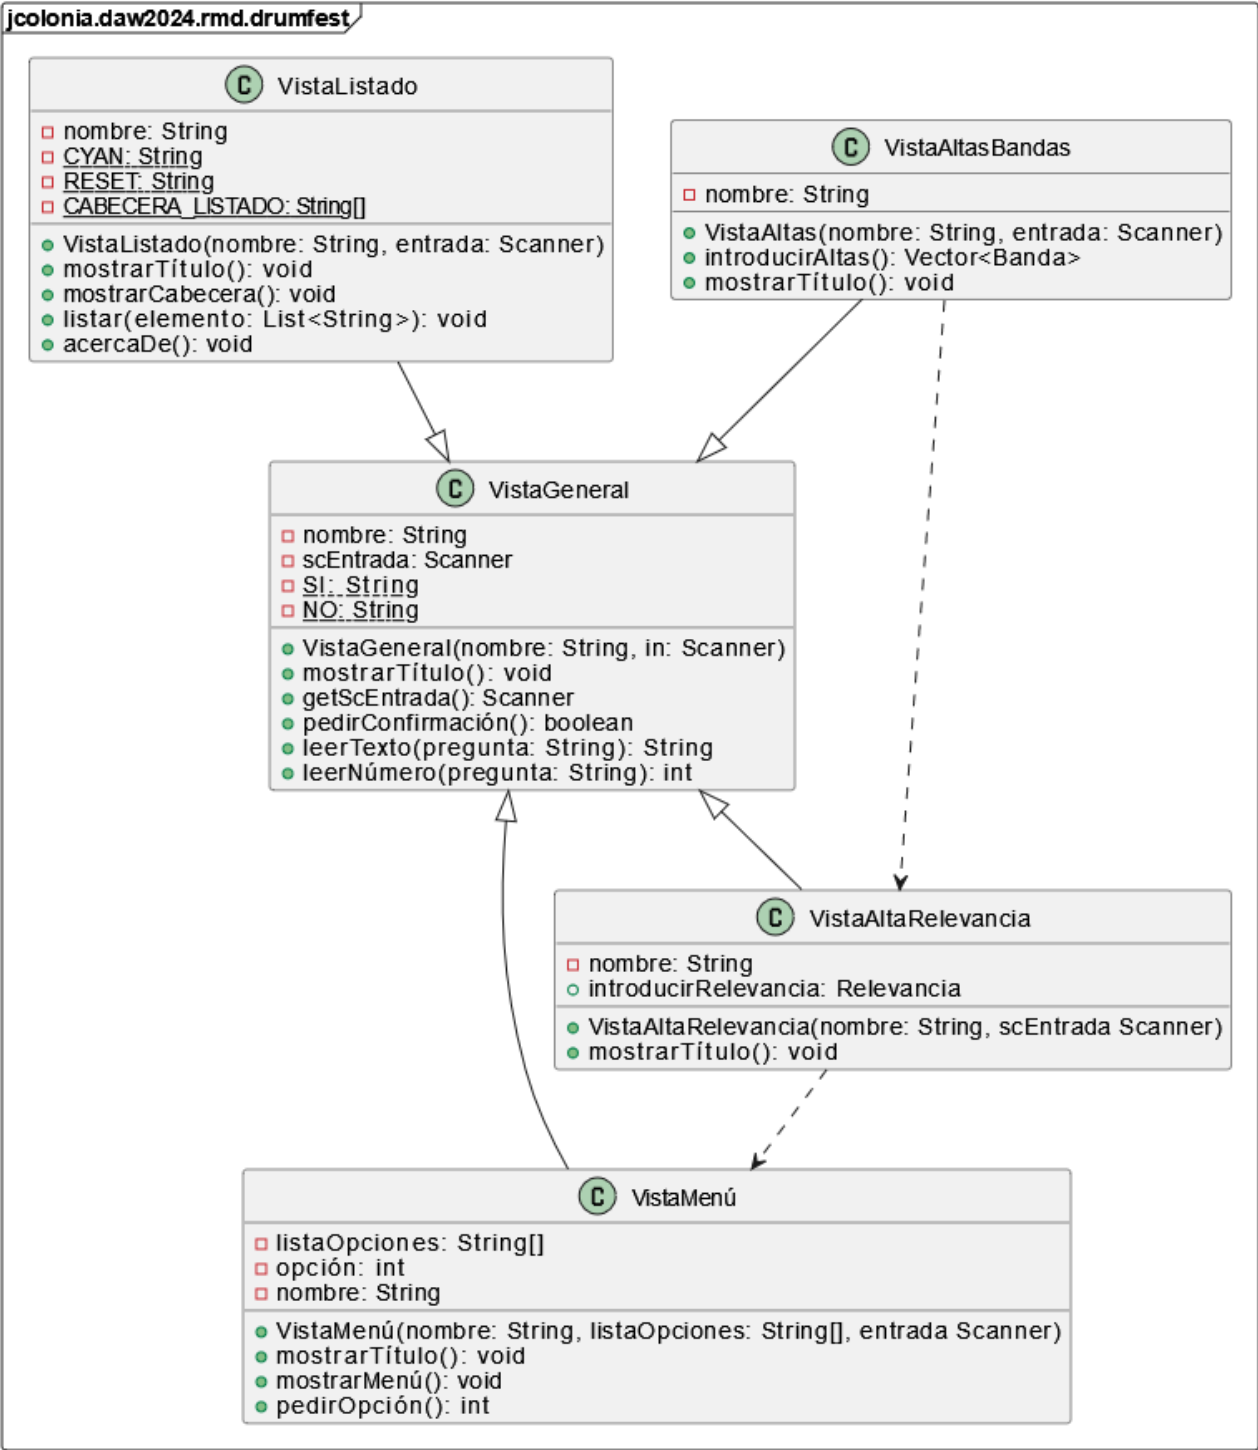 jcolonia.daw2024.rmd.drumfest
C VistaListado
nombre: String
CYAN: String
RESET: String
CABECERA_LISTADO: String[]
VistaListado(nombre: String, entrada: Scanner)
mostrarTítulo(): void
mostrarCabecera(): void
listar(elemento: List<String>): void
acercaDe(): void
C VistaAltasBandas
nombre: String
VistaAltas(nombre: String, entrada: Scanner)
introducirAltas(): Vector<Banda>
mostrarTítulo(): void
C VistaGeneral
nombre: String
scEntrada: Scanner
SI: String
NO: String
VistaGeneral(nombre: String, in: Scanner)
mostrarTítulo(): void
getScEntrada(): Scanner
pedirConfirmación(): boolean
leerTexto(pregunta: String): String
leerNúmero(pregunta: String): int
C VistaAltaRelevancia
nombre: String
introducirRelevancia: Relevancia
VistaAltaRelevancia(nombre: String, scEntrada Scanner)
mostrarTítulo(): void
C VistaMenú
listaOpciones: String[]
opción: int
nombre: String
VistaMenú(nombre: String, listaOpciones: String[], entrada Scanner)
mostrarTítulo(): void
mostrarMenú(): void
pedirOpción(): int